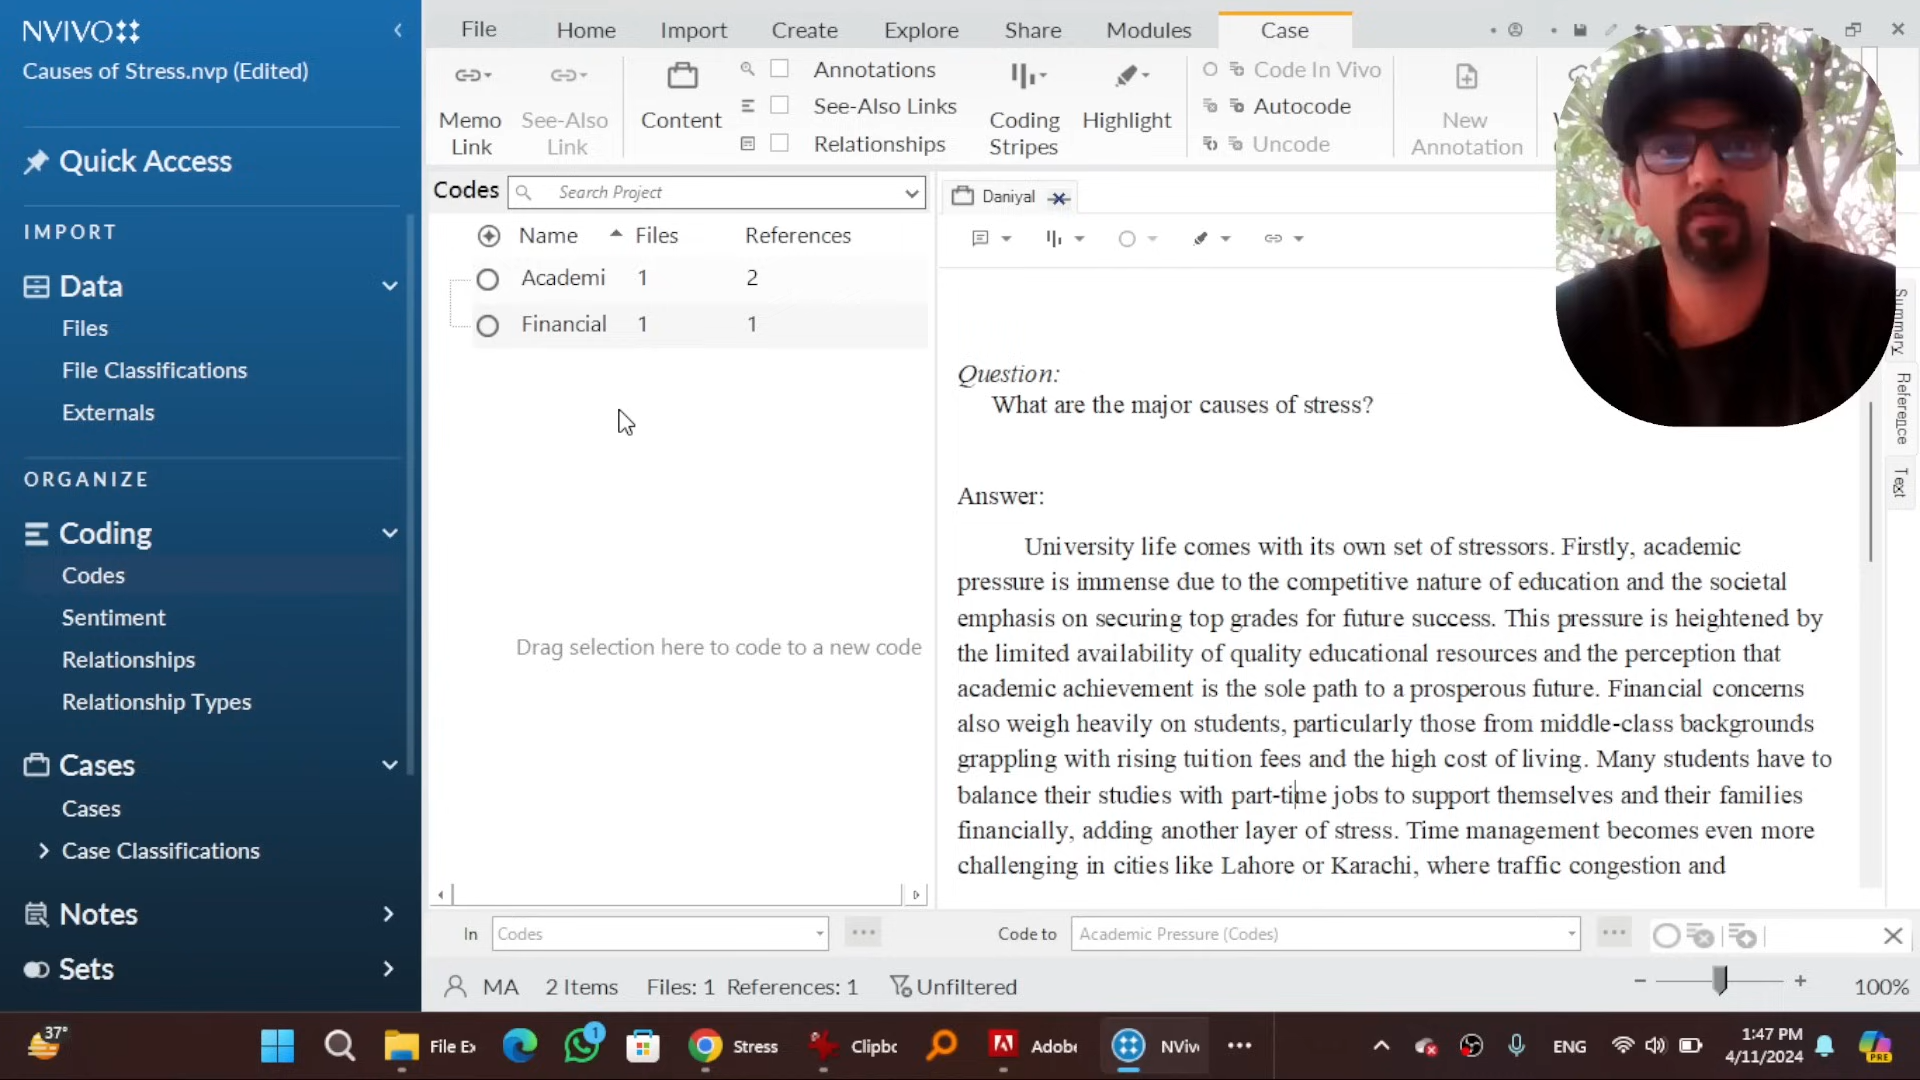 NVIVO
Causes of Stress.nvp (Edited)
Quick Access
IMPORT
Data
Files
File Classifications
Externals
ORGANIZE
Coding
Codes
Sentiment
Relationships
Relationship Types
Cases
Cases
Case Classifications
Notes
Sets
File Home Import Create Explore Share Modules Case
Memo Link
See-Also Link
Content
Annotations
See-Also Links
Relationships
Coding Stripes
Highlight
Code In Vivo
Autocode
Uncode
New Annotation
Codes Search Project
Name Files References
Academi 1 2
Financial 1 1
Drag selection here to code to a new code
Daniyal
Question:
What are the major causes of stress?
Answer:
University life comes with its own set of stressors. Firstly, academic
pressure is immense due to the competitive nature of education and the societal
emphasis on securing top grades for future success. This pressure is heightened by
the limited availability of quality educational resources and the perception that
academic achievement is the sole path to a prosperous future. Financial concerns
also weigh heavily on students, particularly those from middle-class backgrounds
grappling with rising tuition fees and the high cost of living. Many students have to
balance their studies with part-time jobs to support themselves and their families
financially, adding another layer of stress. Time management becomes even more
challenging in cities like Lahore or Karachi, where traffic congestion and
Summary
Reference
Text
In Codes
Code to Academic Pressure (Codes)
MA 2 Items Files: 1 References: 1 Unfiltered
100%
37°
File Ex
1
Stress
Clipbo
Adobe
NViv
ENG
1:47 PM
4/11/2024
PRE